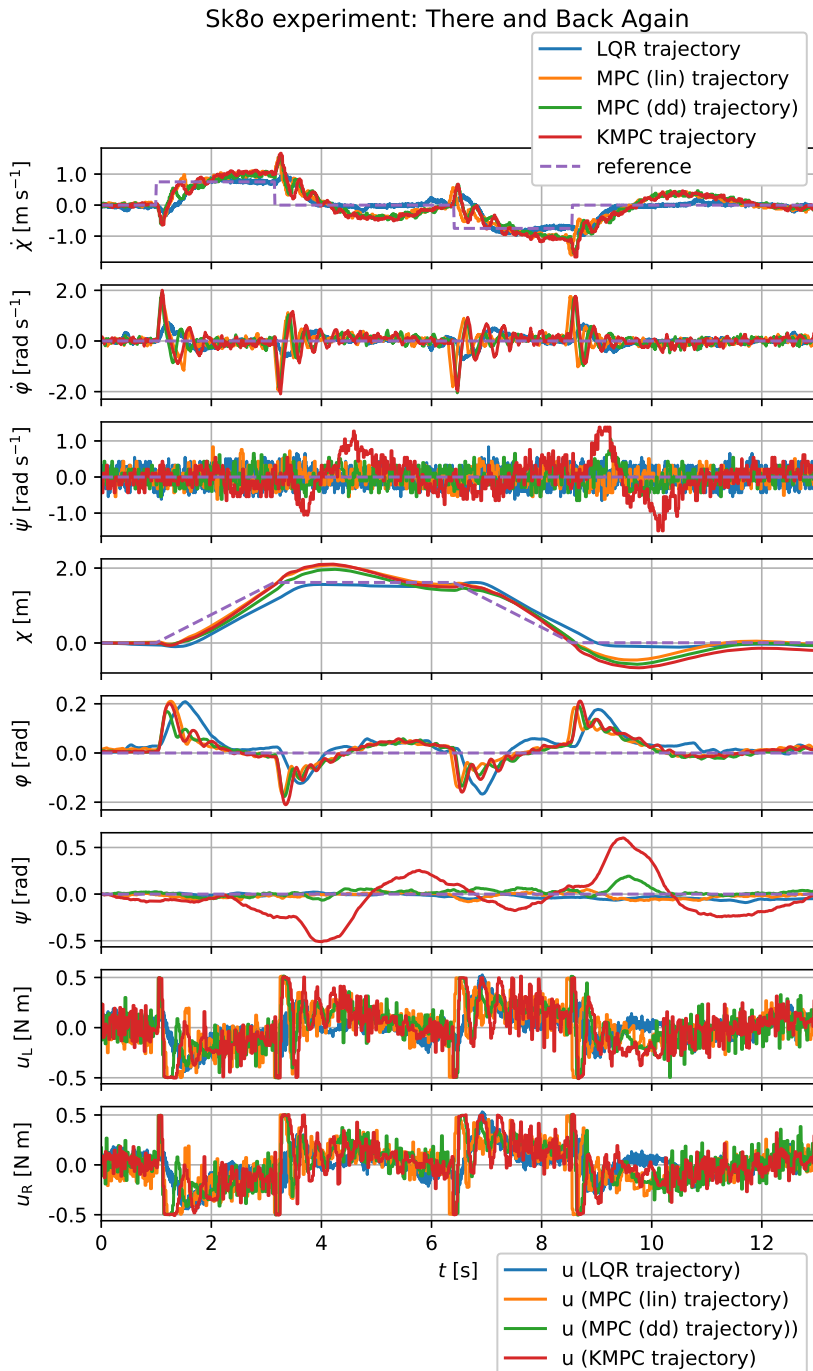 Sk8o experiment: There and Back Again
LQR trajectory
MPC (lin) trajectory
MPC (dd) trajectory)
KMPC trajectory
reference
1.0
0.0
-1.0
χ̇ [m s⁻¹]
2.0
0.0
-2.0
φ̇ [rad s⁻¹]
1.0
0.0
-1.0
ψ̇ [rad s⁻¹]
2.0
0.0
χ [m]
0.2
0.0
-0.2
φ [rad]
0.5
0.0
-0.5
ψ [rad]
0.5
0.0
-0.5
u_L [N m]
0.5
0.0
-0.5
u_R [N m]
0 2 4 6 8 10 12
t [s]
u (LQR trajectory)
u (MPC (lin) trajectory)
u (MPC (dd) trajectory))
u (KMPC trajectory)